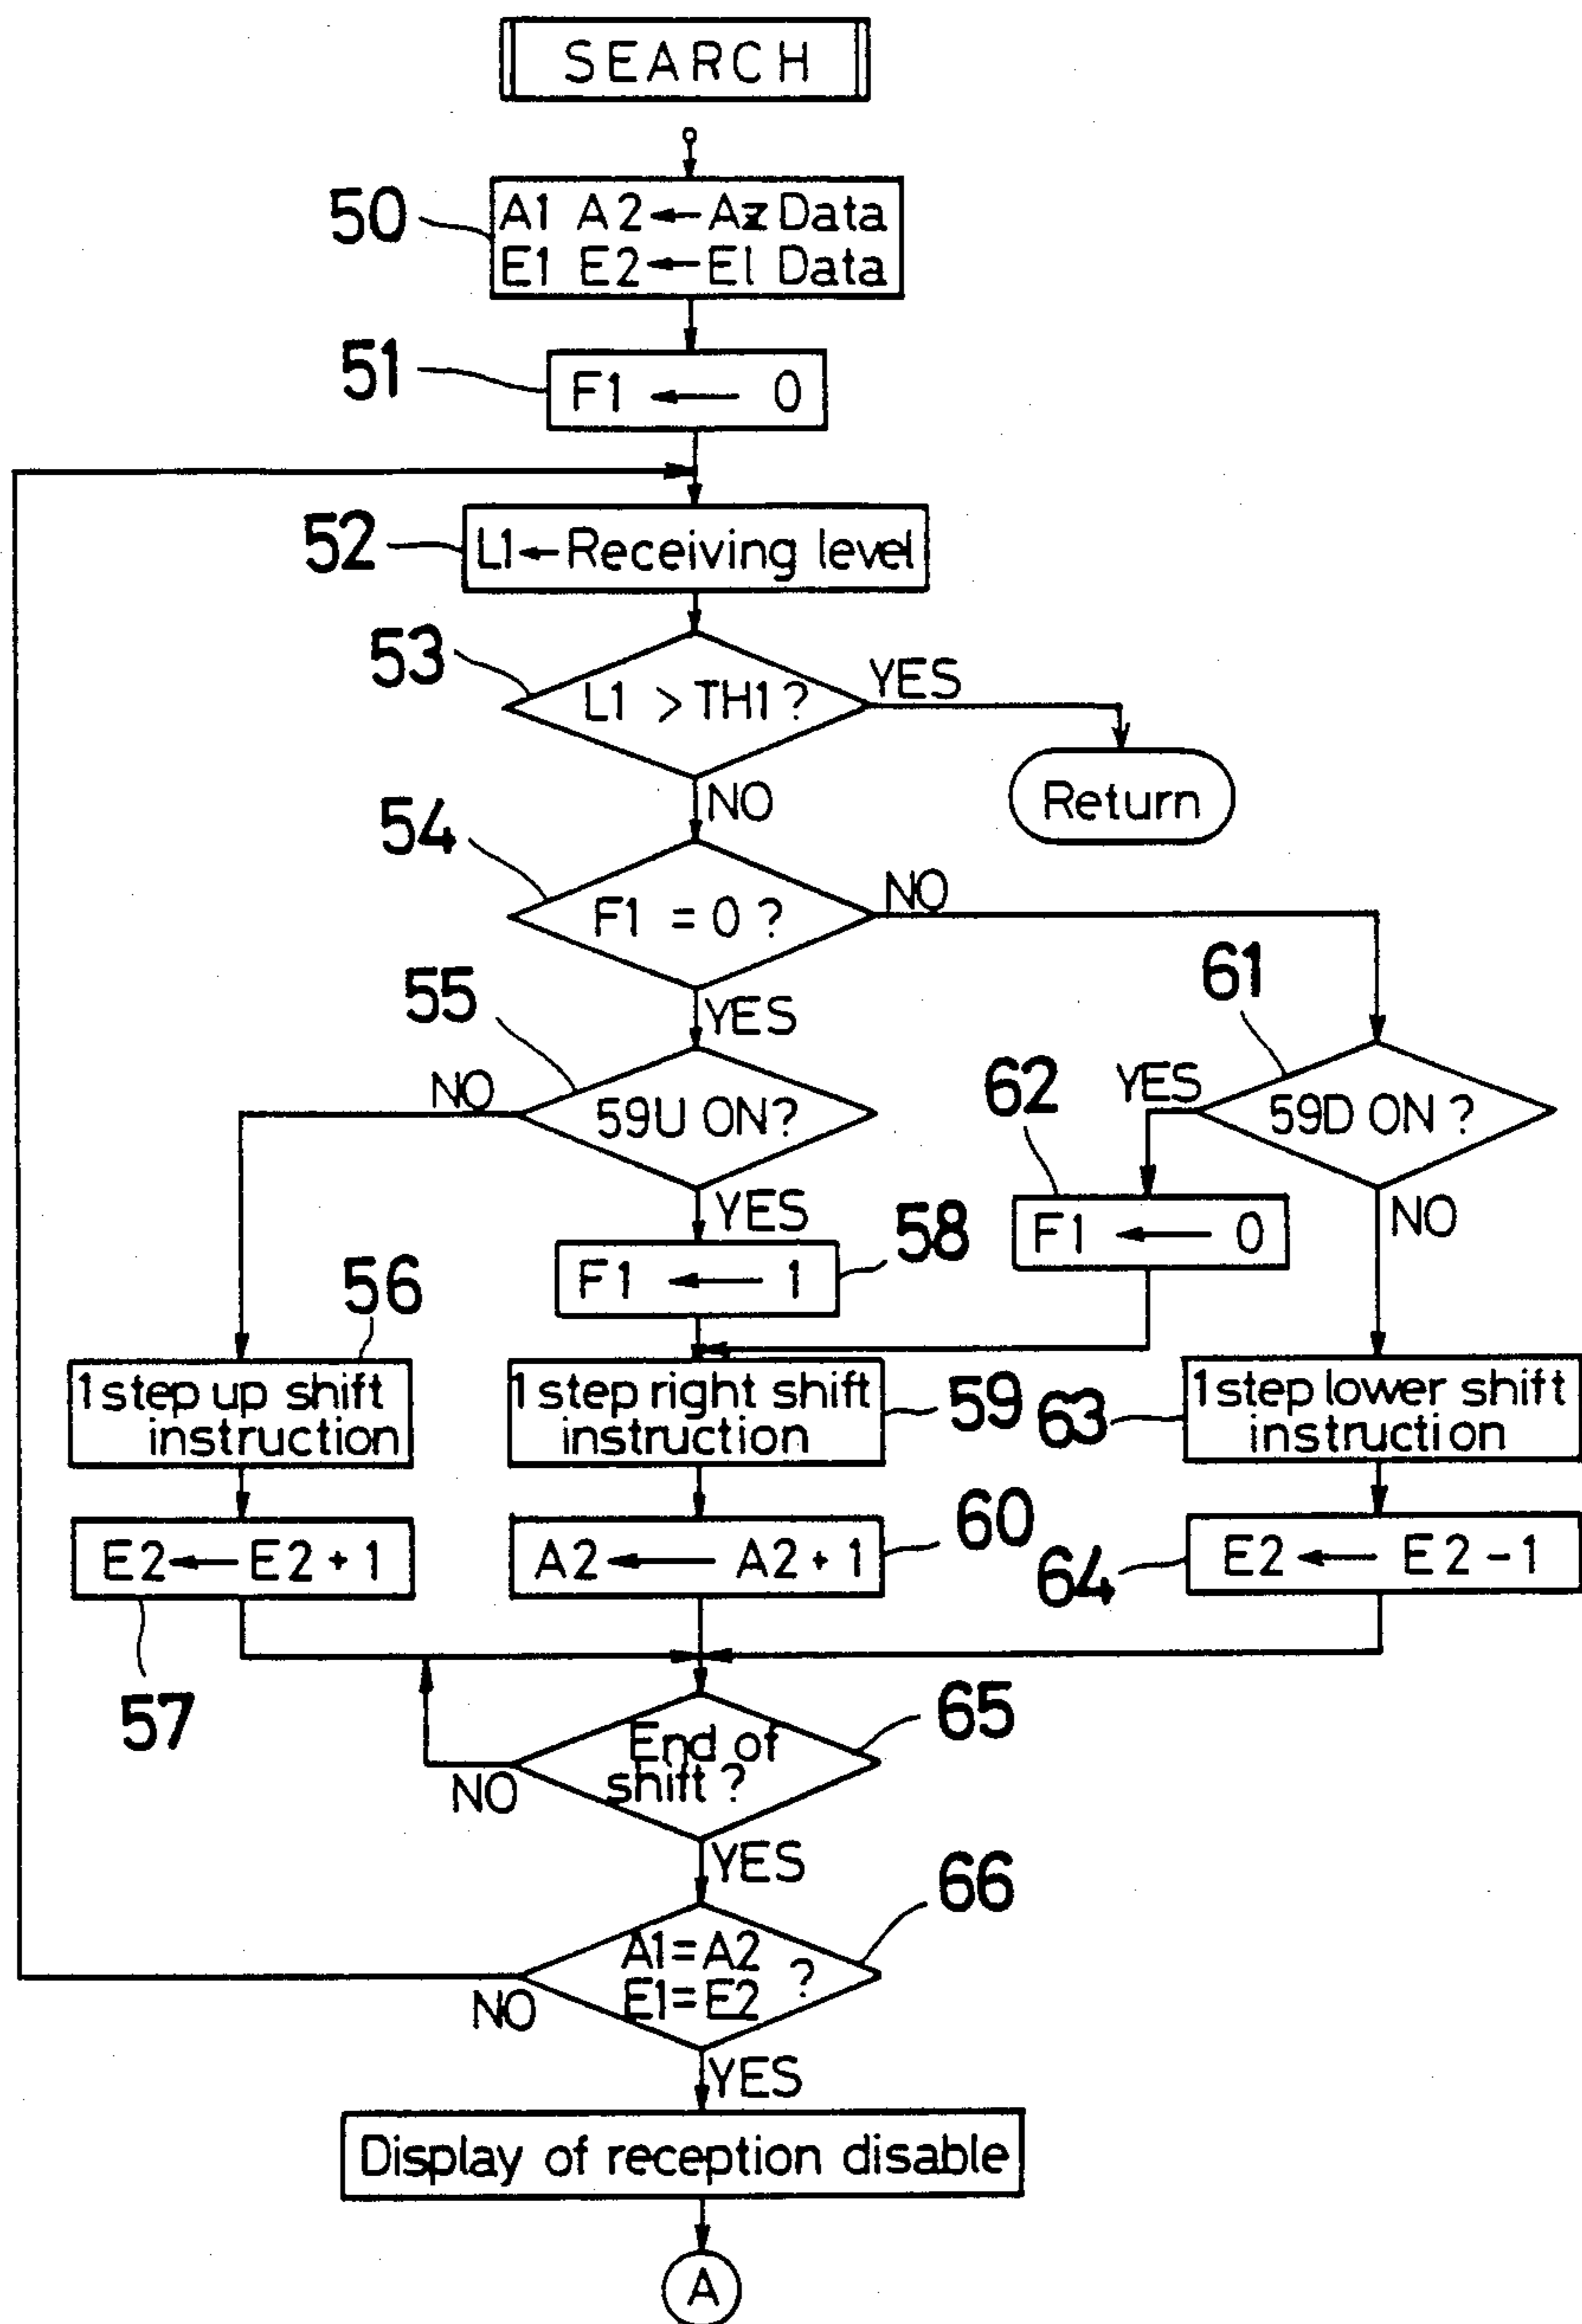 SEARCH
50
A1 A2←Az Data
E1 E2←El Data
51
F1 ← 0
52
L1←Receiving level
53
L1 > TH1 ?
YES
Return
NO
54
F1 = 0 ?
NO
YES
55
59U ON?
NO
YES
61
59D ON ?
YES
NO
62
F1 ← 0
58
F1 ← 1
56
1 step up shift
instruction
1 step right shift
instruction
59
63
1 step lower shift
instruction
E2← E2 + 1
57
A2 ← A2 + 1
60
64
E2 ← E2 - 1
65
End of
shift ?
NO
YES
66
A1=A2
E1=E2 ?
NO
YES
Display of reception disable
A